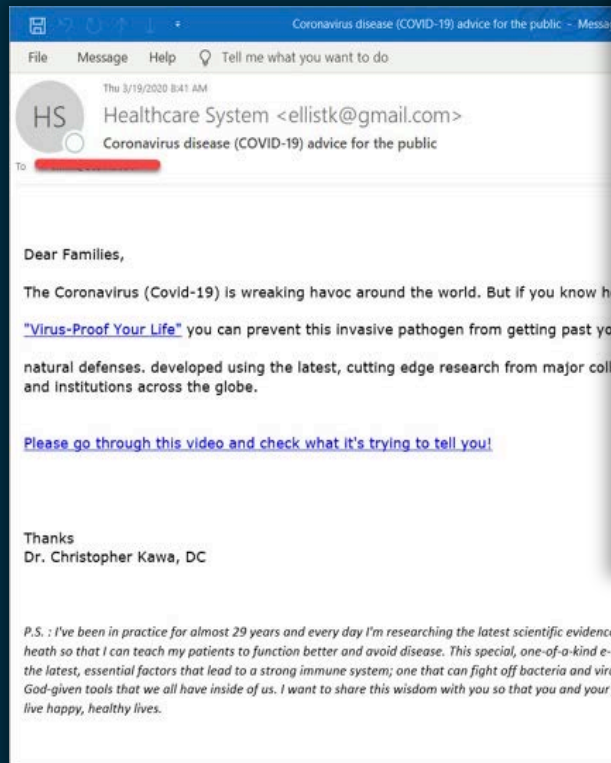 Coronavirus disease (COVID-19) advice for the public - Messa
File Message Help Tell me what you want to do
Thu 3/19/2020 8:41 AM
HS
Healthcare System <ellistk@gmail.com>
Coronavirus disease (COVID-19) advice for the public
To
Dear Families,
The Coronavirus (Covid-19) is wreaking havoc around the world. But if you know h
"Virus-Proof Your Life" you can prevent this invasive pathogen from getting past yo
natural defenses. developed using the latest, cutting edge research from major coll
and institutions across the globe.
Please go through this video and check what it's trying to tell you!
Thanks
Dr. Christopher Kawa, DC
P.S. : I've been in practice for almost 29 years and every day I'm researching the latest scientific evidenc
heath so that I can teach my patients to function better and avoid disease. This special, one-of-a-kind e-
the latest, essential factors that lead to a strong immune system; one that can fight off bacteria and vir
God-given tools that we all have inside of us. I want to share this wisdom with you so that you and your
live happy, healthy lives.